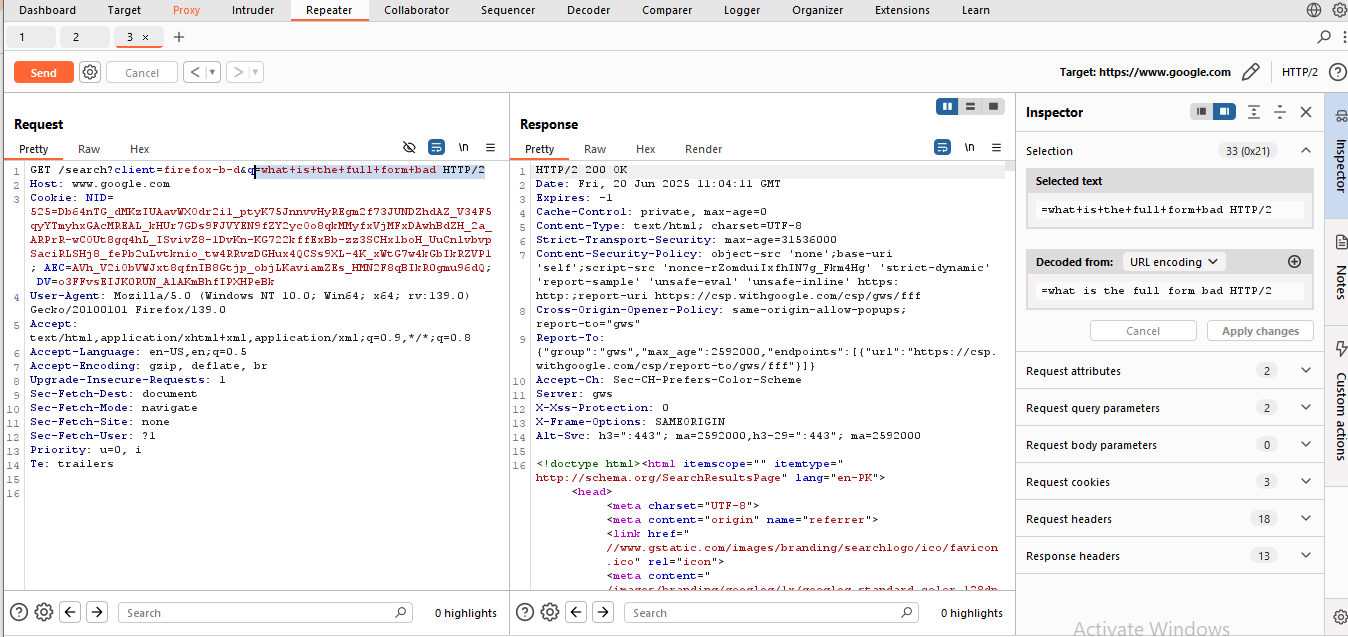 Dashboard Target Proxy Intruder Repeater Collaborator Sequencer Decoder Comparer Logger Organizer Extensions Learn
1 2 3 × +
Send Cancel < ▾ > ▾ Target: https://www.google.com HTTP/2
Request
Pretty Raw Hex \n
1 GET /search?client=firefox-b-d&q=what+is+the+full+form+bad HTTP/2
2 Host: www.google.com
3 Cookie: NID=
; AEC=
DV=
4 User-Agent: Mozilla/5.0 (Windows NT 10.0; Win64; x64; rv:139.0)
Gecko/20100101 Firefox/139.0
5 Accept:
text/html,application/xhtml+xml,application/xml;q=0.9,*/*;q=0.8
6 Accept-Language: en-US,en;q=0.5
7 Accept-Encoding: gzip, deflate, br
8 Upgrade-Insecure-Requests: 1
9 Sec-Fetch-Dest: document
10 Sec-Fetch-Mode: navigate
11 Sec-Fetch-Site: none
12 Sec-Fetch-User: ?1
13 Priority: u=0, i
14 Te: trailers
15
16
Search 0 highlights
Response
Pretty Raw Hex Render \n
1 HTTP/2 200 OK
2 Date: Fri, 20 Jun 2025 11:04:11 GMT
3 Expires: -1
4 Cache-Control: private, max-age=0
5 Content-Type: text/html; charset=UTF-8
6 Strict-Transport-Security: max-age=31536000
7 Content-Security-Policy: object-src 'none';base-uri
'self';script-src 'nonce-rZomduiIxfhIN7g_Fkm4Hg' 'strict-dynamic'
'report-sample' 'unsafe-eval' 'unsafe-inline' https:
http:;report-uri https://csp.withgoogle.com/csp/gws/fff
8 Cross-Origin-Opener-Policy: same-origin-allow-popups;
report-to="gws"
9 Report-To:
{"group":"gws","max_age":2592000,"endpoints":[{"url":"https://csp.
withgoogle.com/csp/report-to/gws/fff"}]}
10 Accept-Ch: Sec-CH-Prefers-Color-Scheme
11 Server: gws
12 X-Xss-Protection: 0
13 X-Frame-Options: SAMEORIGIN
14 Alt-Svc: h3=":443"; ma=2592000,h3-29=":443"; ma=2592000
15
16 <!doctype html><html itemscope="" itemtype="
http://schema.org/SearchResultsPage" lang="en-PK">
<head>
<meta charset="UTF-8">
<meta content="origin" name="referrer">
<link href="
//www.gstatic.com/images/branding/searchlogo/ico/favicon
.ico" rel="icon">
<meta content="
Search 0 highlights
Inspector
Selection 33 (0x21)
Selected text
=what+is+the+full+form+bad HTTP/2
Decoded from: URL encoding
=what is the full form bad HTTP/2
Cancel Apply changes
Request attributes 2
Request query parameters 2
Request body parameters 0
Request cookies 3
Request headers 18
Response headers 13
Inspector
Notes
Custom actions
Activate Windows